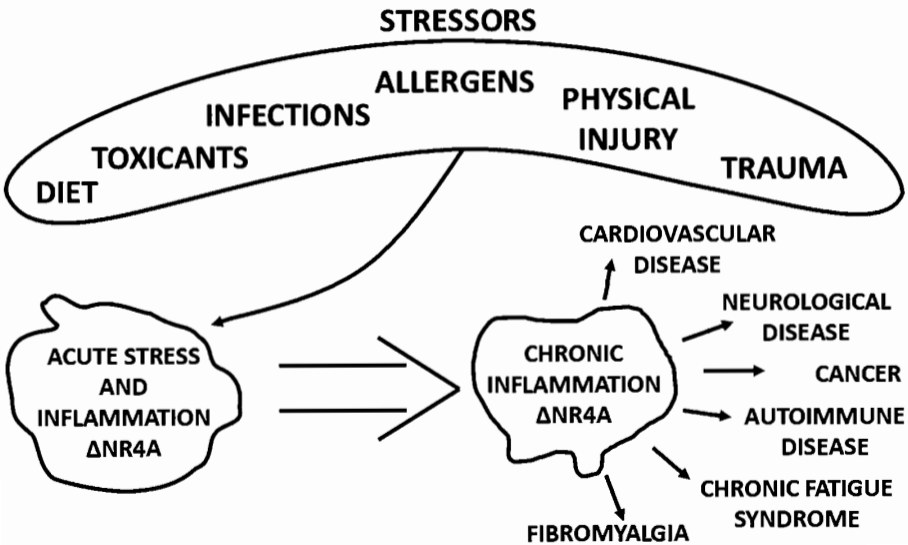 STRESSORS
ALLERGENS
INFECTIONS
PHYSICAL
INJURY
TOXICANTS
TRAUMA
DIET
CARDIOVASCULAR
DISEASE
NEUROLOGICAL
DISEASE
ACUTE STRESS
AND
INFLAMMATION
ΔNR4A
CHRONIC
INFLAMMATION
ΔNR4A
CANCER
AUTOIMMUNE
DISEASE
CHRONIC FATIGUE
SYNDROME
FIBROMYALGIA